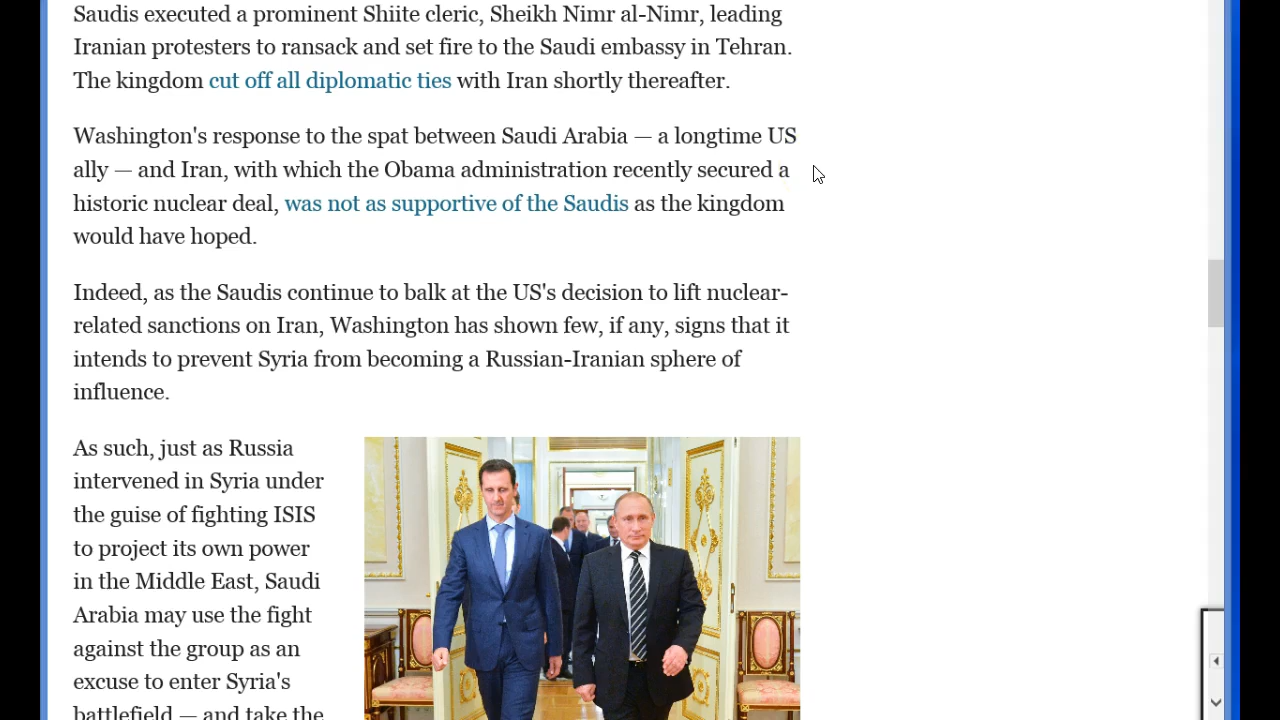 Saudis executed a prominent Shiite cleric, Sheikh Nimr al-Nimr, leading
Iranian protesters to ransack and set fire to the Saudi embassy in Tehran.
The kingdom cut off all diplomatic ties with Iran shortly thereafter.
Washington's response to the spat between Saudi Arabia — a longtime US
ally — and Iran, with which the Obama administration recently secured a
historic nuclear deal, was not as supportive of the Saudis as the kingdom
would have hoped.
Indeed, as the Saudis continue to balk at the US's decision to lift nuclear-
related sanctions on Iran, Washington has shown few, if any, signs that it
intends to prevent Syria from becoming a Russian-Iranian sphere of
influence.
As such, just as Russia
intervened in Syria under
the guise of fighting ISIS
to project its own power
in the Middle East, Saudi
Arabia may use the fight
against the group as an
excuse to enter Syria's
battlefield — and take the